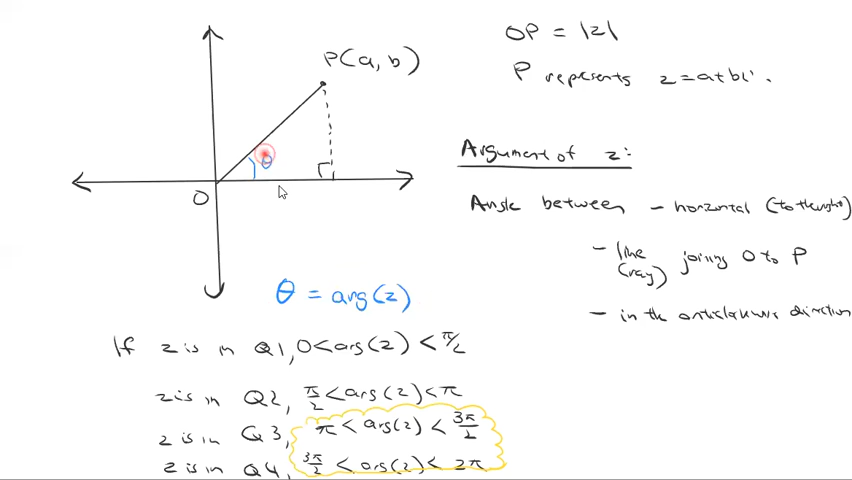 P(a, b)
θ
O
θ = arg(z)
OP = |z|
P represents z = a+bi.
Argument of z:
Angle between – horizontal (to the right)
– line (ray) joining O to P
– in the anticlockwise direction
If z is in Q1, 0 < arg(z) < π/2
z is in Q2, π/2 < arg(z) < π
z is in Q3, π < arg(z) < 3π/2
z is in Q4, 3π/2 < arg(z) < 2π